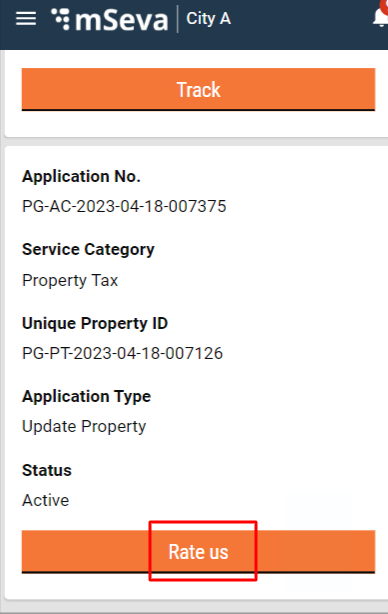 mSeva City A
Track
Application No.
PG-AC-2023-04-18-007375
Service Category
Property Tax
Unique Property ID
PG-PT-2023-04-18-007126
Application Type
Update Property
Status
Active
Rate us